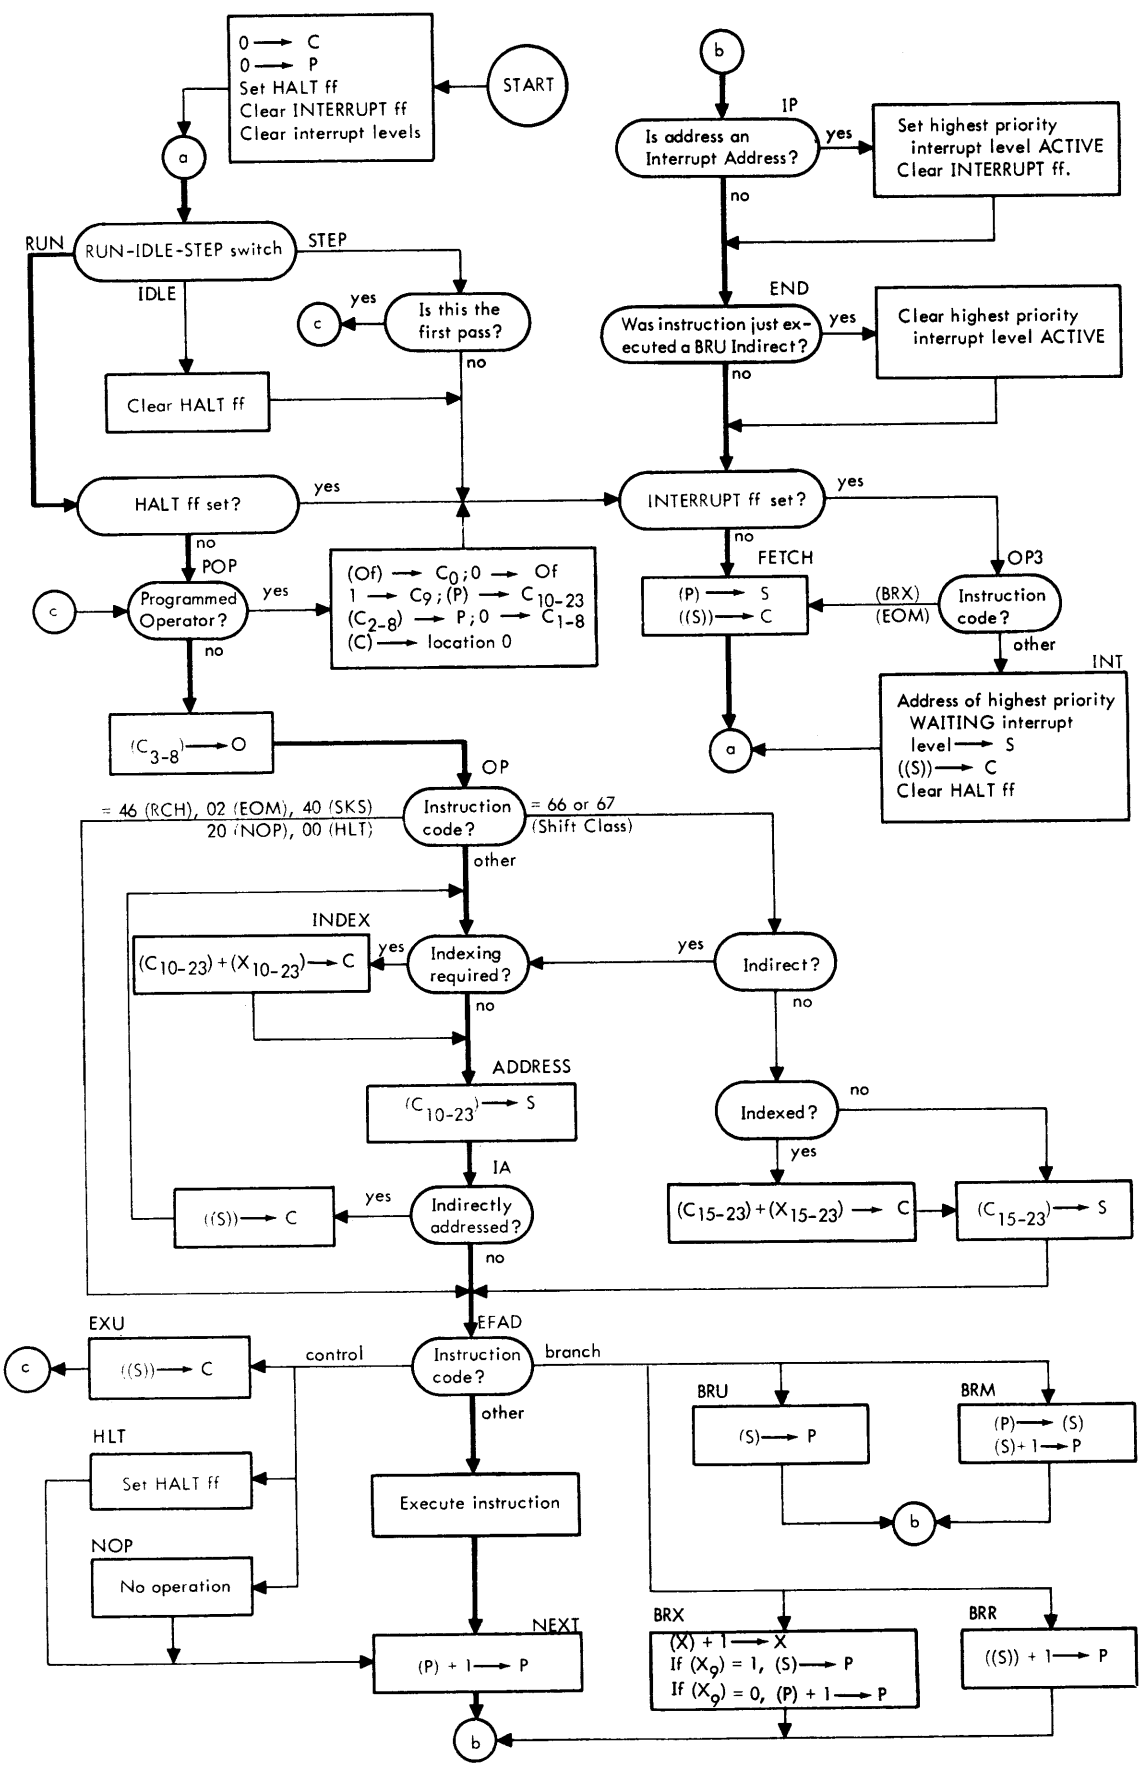 0 → C
0 → P
Set HALT ff
Clear INTERRUPT ff
Clear interrupt levels
START
a
RUN
RUN-IDLE-STEP switch
STEP
IDLE
yes
c
Is this the
first pass?
no
Clear HALT ff
HALT ff set?
yes
no
POP
c
Programmed
Operator?
yes
no
(Of) → C0; 0 → Of
1 → C9; (P) → C10-23
(C2-8) → P; 0 → C1-8
(C) → location 0
(C3-8) → O
b
IP
Is address an
Interrupt Address?
yes
no
Set highest priority
interrupt level ACTIVE
Clear INTERRUPT ff.
END
Was instruction just ex-
ecuted a BRU Indirect?
yes
no
Clear highest priority
interrupt level ACTIVE
INTERRUPT ff set?
yes
no
FETCH
(P) → S
((S)) → C
OP3
(BRX)
(EOM)
Instruction
code?
other
INT
Address of highest priority
WAITING interrupt
level → S
((S)) → C
Clear HALT ff
a
OP
= 46 (RCH), 02 (EOM), 40 (SKS)
20 (NOP), 00 (HLT)
Instruction
code?
= 66 or 67
(Shift Class)
other
INDEX
(C10-23) + (X10-23) → C
yes
Indexing
required?
yes
Indirect?
no
no
ADDRESS
(C10-23) → S
Indexed?
no
yes
IA
((S)) → C
yes
Indirectly
addressed?
no
(C15-23) + (X15-23) → C
(C15-23) → S
EFAD
EXU
c
((S)) → C
control
Instruction
code?
branch
other
HLT
Set HALT ff
NOP
No operation
Execute instruction
NEXT
(P) + 1 → P
b
BRU
(S) → P
BRM
(P) → (S)
(S) + 1 → P
b
BRX
(X) + 1 → X
If (X9) = 1, (S) → P
If (X9) = 0, (P) + 1 → P
BRR
((S)) + 1 → P